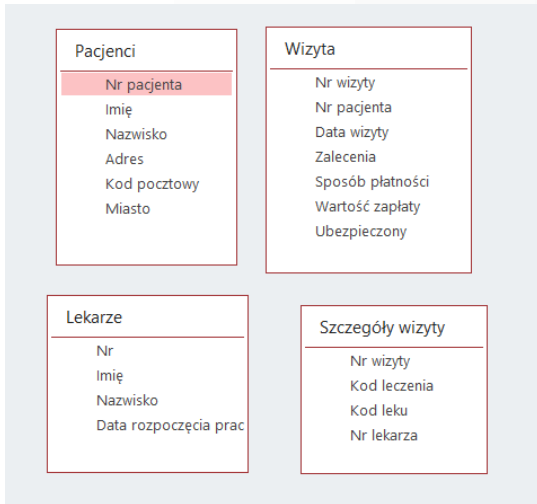 Pacjenci
Nr pacjenta
Imię
Nazwisko
Adres
Kod pocztowy
Miasto
Wizyta
Nr wizyty
Nr pacjenta
Data wizyty
Zalecenia
Sposób płatności
Wartość zapłaty
Ubezpieczony
Lekarze
Nr
Imię
Nazwisko
Data rozpoczęcia prac
Szczegóły wizyty
Nr wizyty
Kod leczenia
Kod leku
Nr lekarza